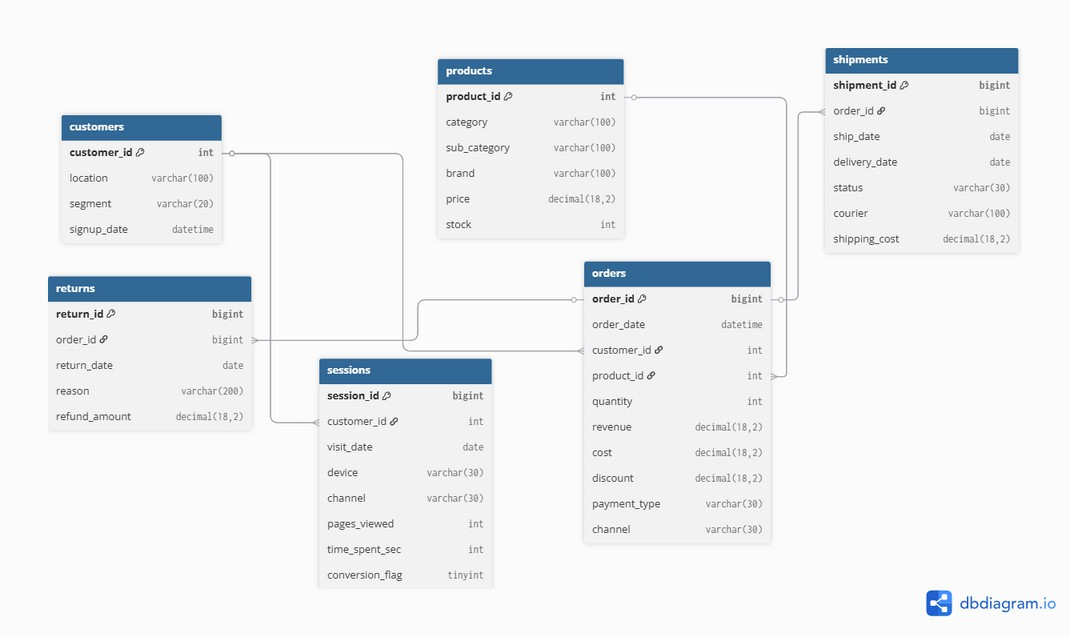 customers
customer_id int
location varchar(100)
segment varchar(20)
signup_date datetime
returns
return_id bigint
order_id bigint
return_date date
reason varchar(200)
refund_amount decimal(18,2)
sessions
session_id bigint
customer_id int
visit_date date
device varchar(30)
channel varchar(30)
pages_viewed int
time_spent_sec int
conversion_flag tinyint
products
product_id int
category varchar(100)
sub_category varchar(100)
brand varchar(100)
price decimal(18,2)
stock int
orders
order_id bigint
order_date datetime
customer_id int
product_id int
quantity int
revenue decimal(18,2)
cost decimal(18,2)
discount decimal(18,2)
payment_type varchar(30)
channel varchar(30)
shipments
shipment_id bigint
order_id bigint
ship_date date
delivery_date date
status varchar(30)
courier varchar(100)
shipping_cost decimal(18,2)
dbdiagram.io